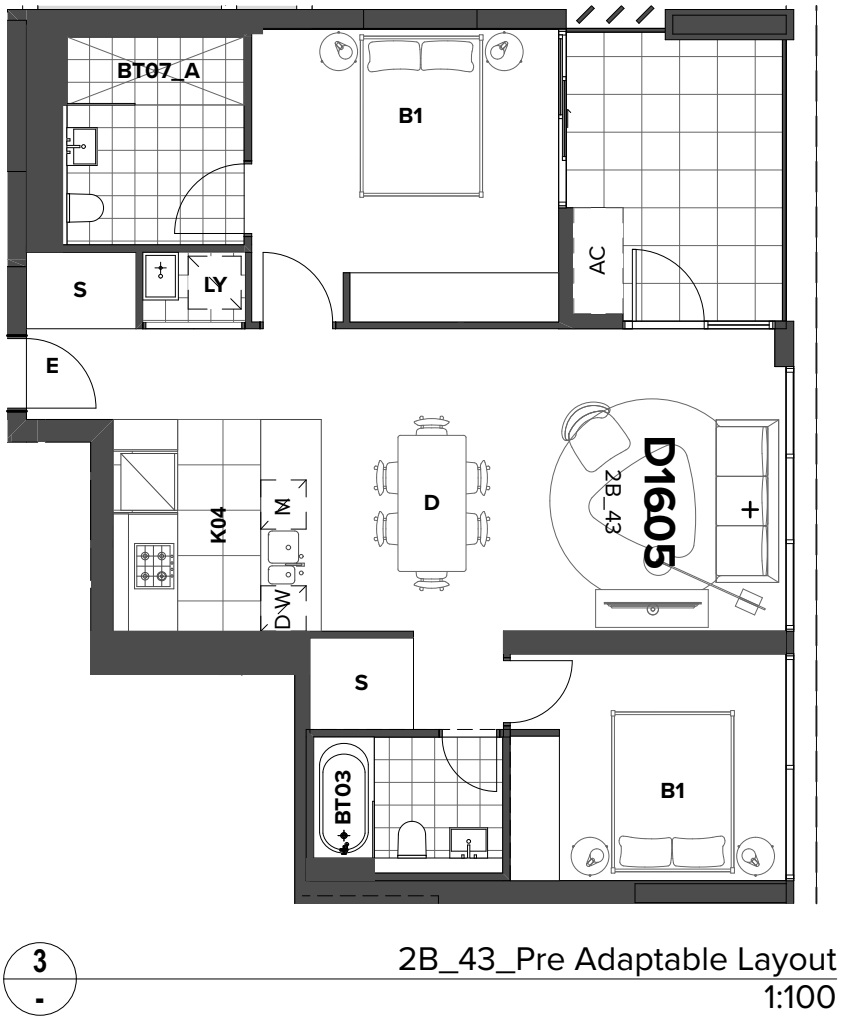 BT07_A
B1
AC
S
LY
E
K04
M
DW
D
D1605
2B_43
S
BT03
B1
3
-
2B_43_Pre Adaptable Layout
1:100